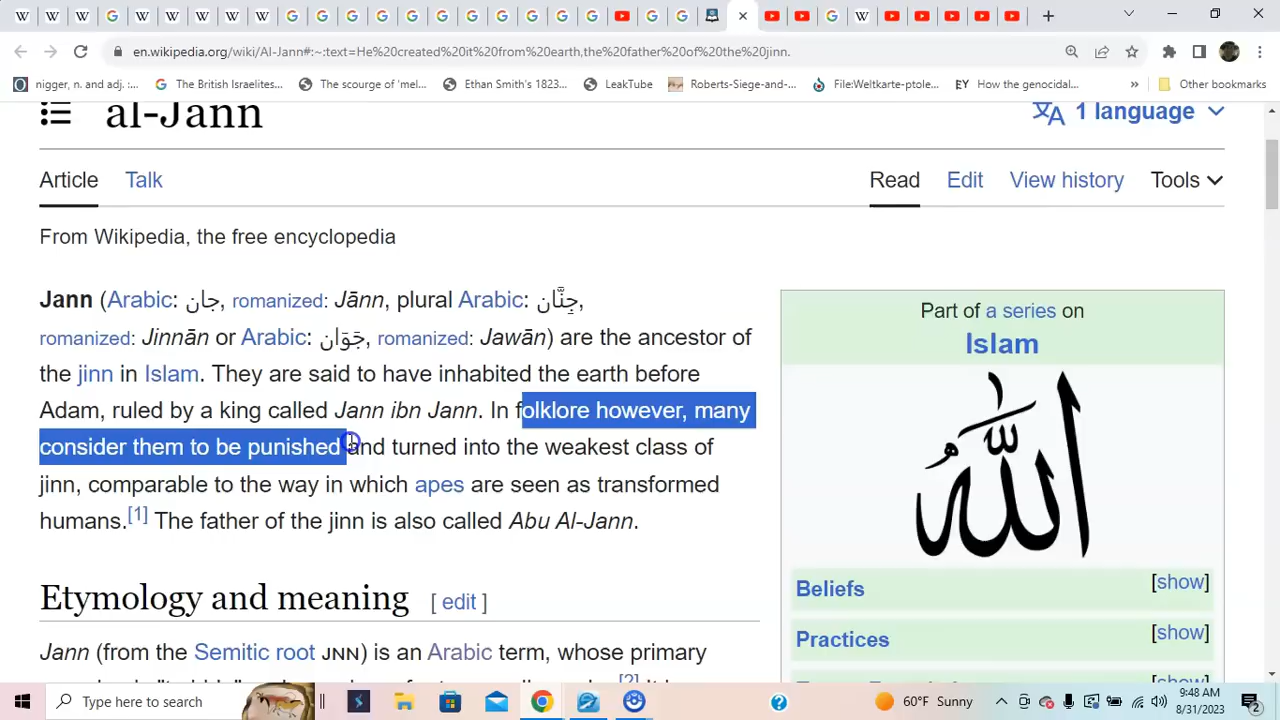 en.wikipedia.org/wiki/Al-Jann#:~:text=He%20created%20it%20from%20earth,the%20father%20of%20the%20jinn.
nigger, n. and adj. :... The British Israelites... The scourge of 'mel... Ethan Smith's 1823... LeakTube Roberts-Siege-and-... File:Weltkarte-ptole... EY How the genocidal... » Other bookmarks
al-Jann 1 language
Article Talk Read Edit View history Tools
From Wikipedia, the free encyclopedia
Jann (Arabic: جان, romanized: Jānn, plural Arabic: جِنَّان,
romanized: Jinnān or Arabic: جَوَّان, romanized: Jawān) are the ancestor of
the jinn in Islam. They are said to have inhabited the earth before
Adam, ruled by a king called Jann ibn Jann. In folklore however, many
consider them to be punished and turned into the weakest class of
jinn, comparable to the way in which apes are seen as transformed
humans.[1] The father of the jinn is also called Abu Al-Jann.
Etymology and meaning [ edit ]
Jann (from the Semitic root JNN) is an Arabic term, whose primary
Part of a series on
Islam
الله
Beliefs [show]
Practices [show]
Type here to search
60°F Sunny
9:48 AM
8/31/2023
2